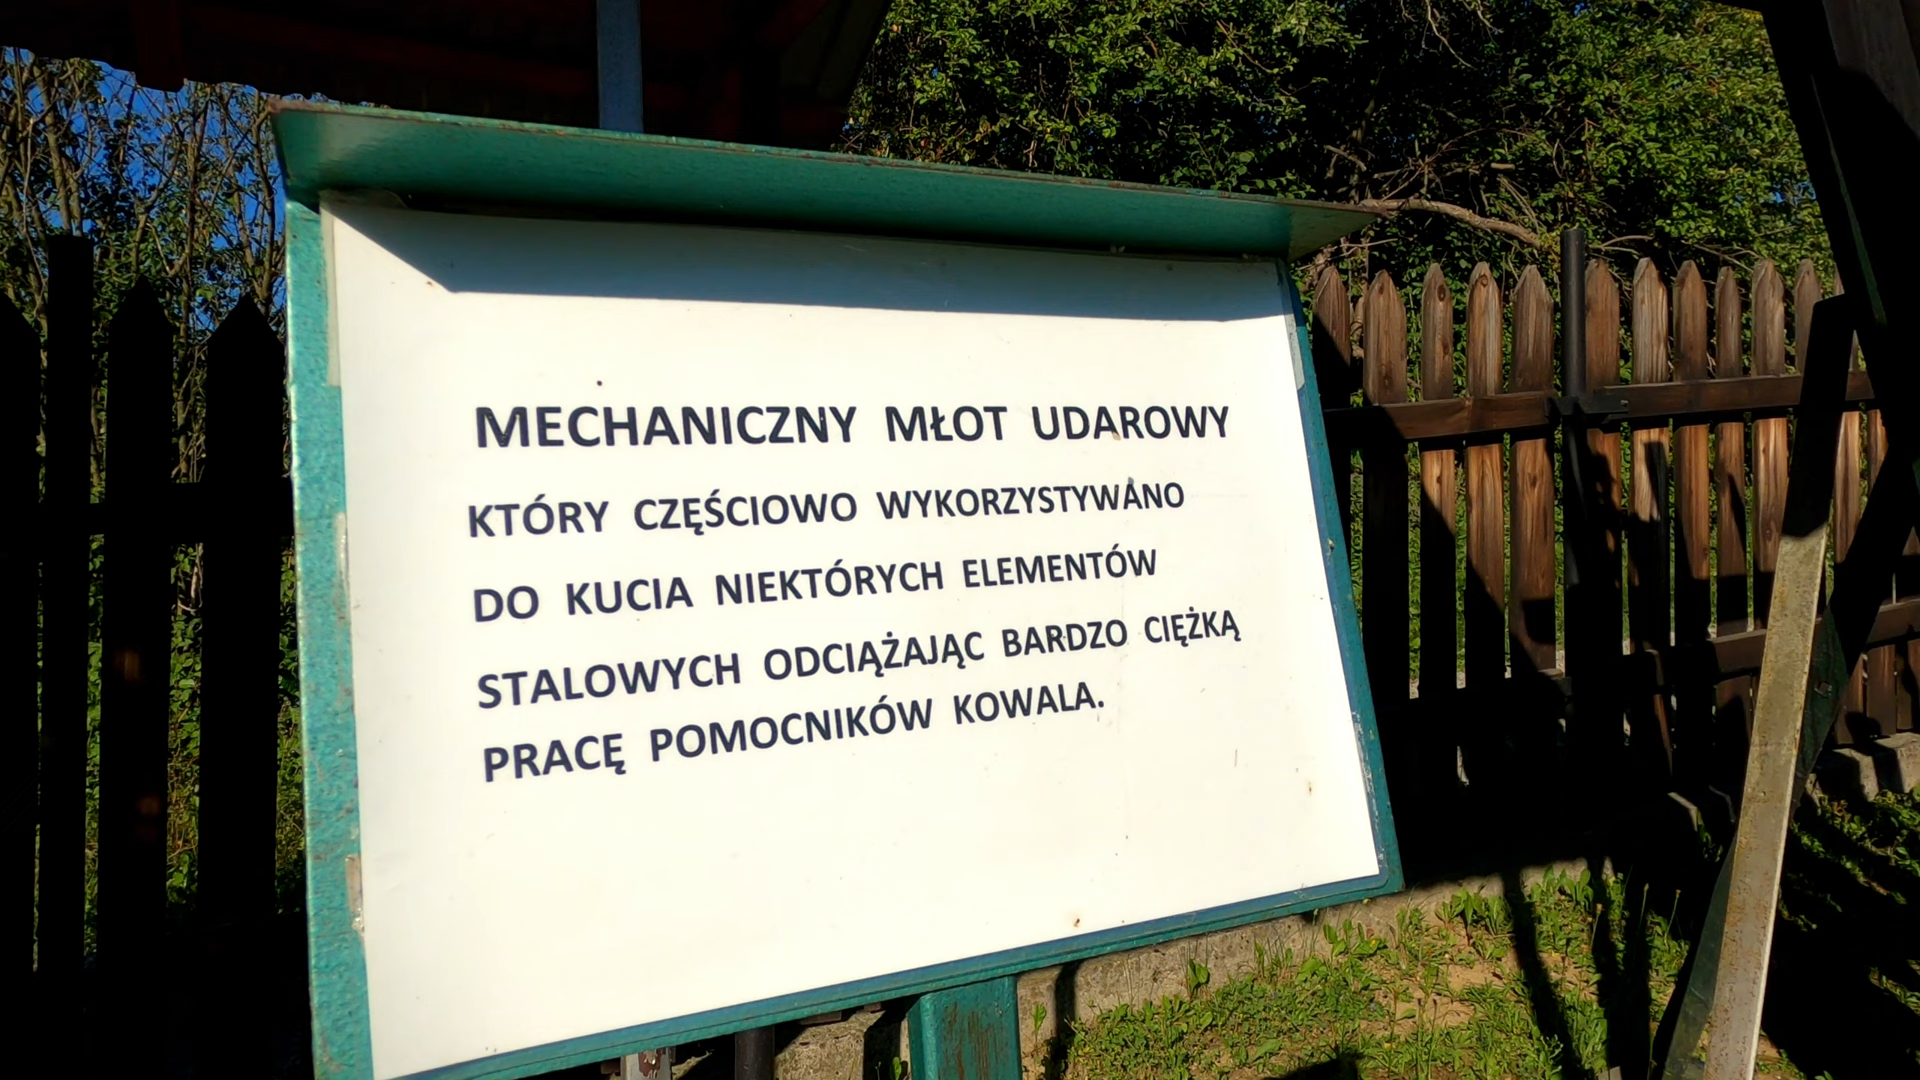 MECHANICZNY MŁOT UDAROWY
KTÓRY CZĘŚCIOWO WYKORZYSTYWANO
DO KUCIA NIEKTÓRYCH ELEMENTÓW
STALOWYCH ODCIĄŻAJĄC BARDZO CIĘŻKĄ
PRACĘ POMOCNIKÓW KOWALA.